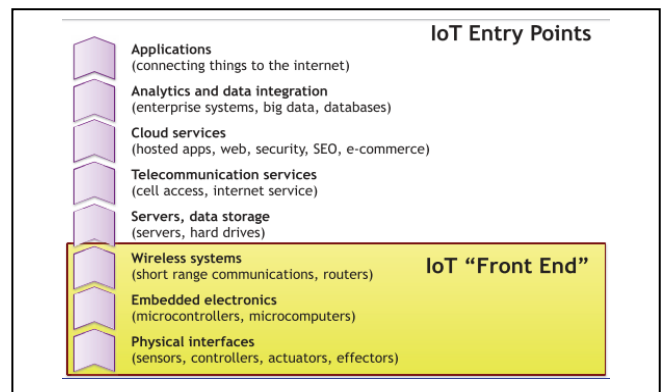 IoT Entry Points
Applications
(connecting things to the internet)
Analytics and data integration
(enterprise systems, big data, databases)
Cloud services
(hosted apps, web, security, SEO, e-commerce)
Telecommunication services
(cell access, internet service)
Servers, data storage
(servers, hard drives)
Wireless systems
(short range communications, routers)
IoT “Front End”
Embedded electronics
(microcontrollers, microcomputers)
Physical interfaces
(sensors, controllers, actuators, effectors)